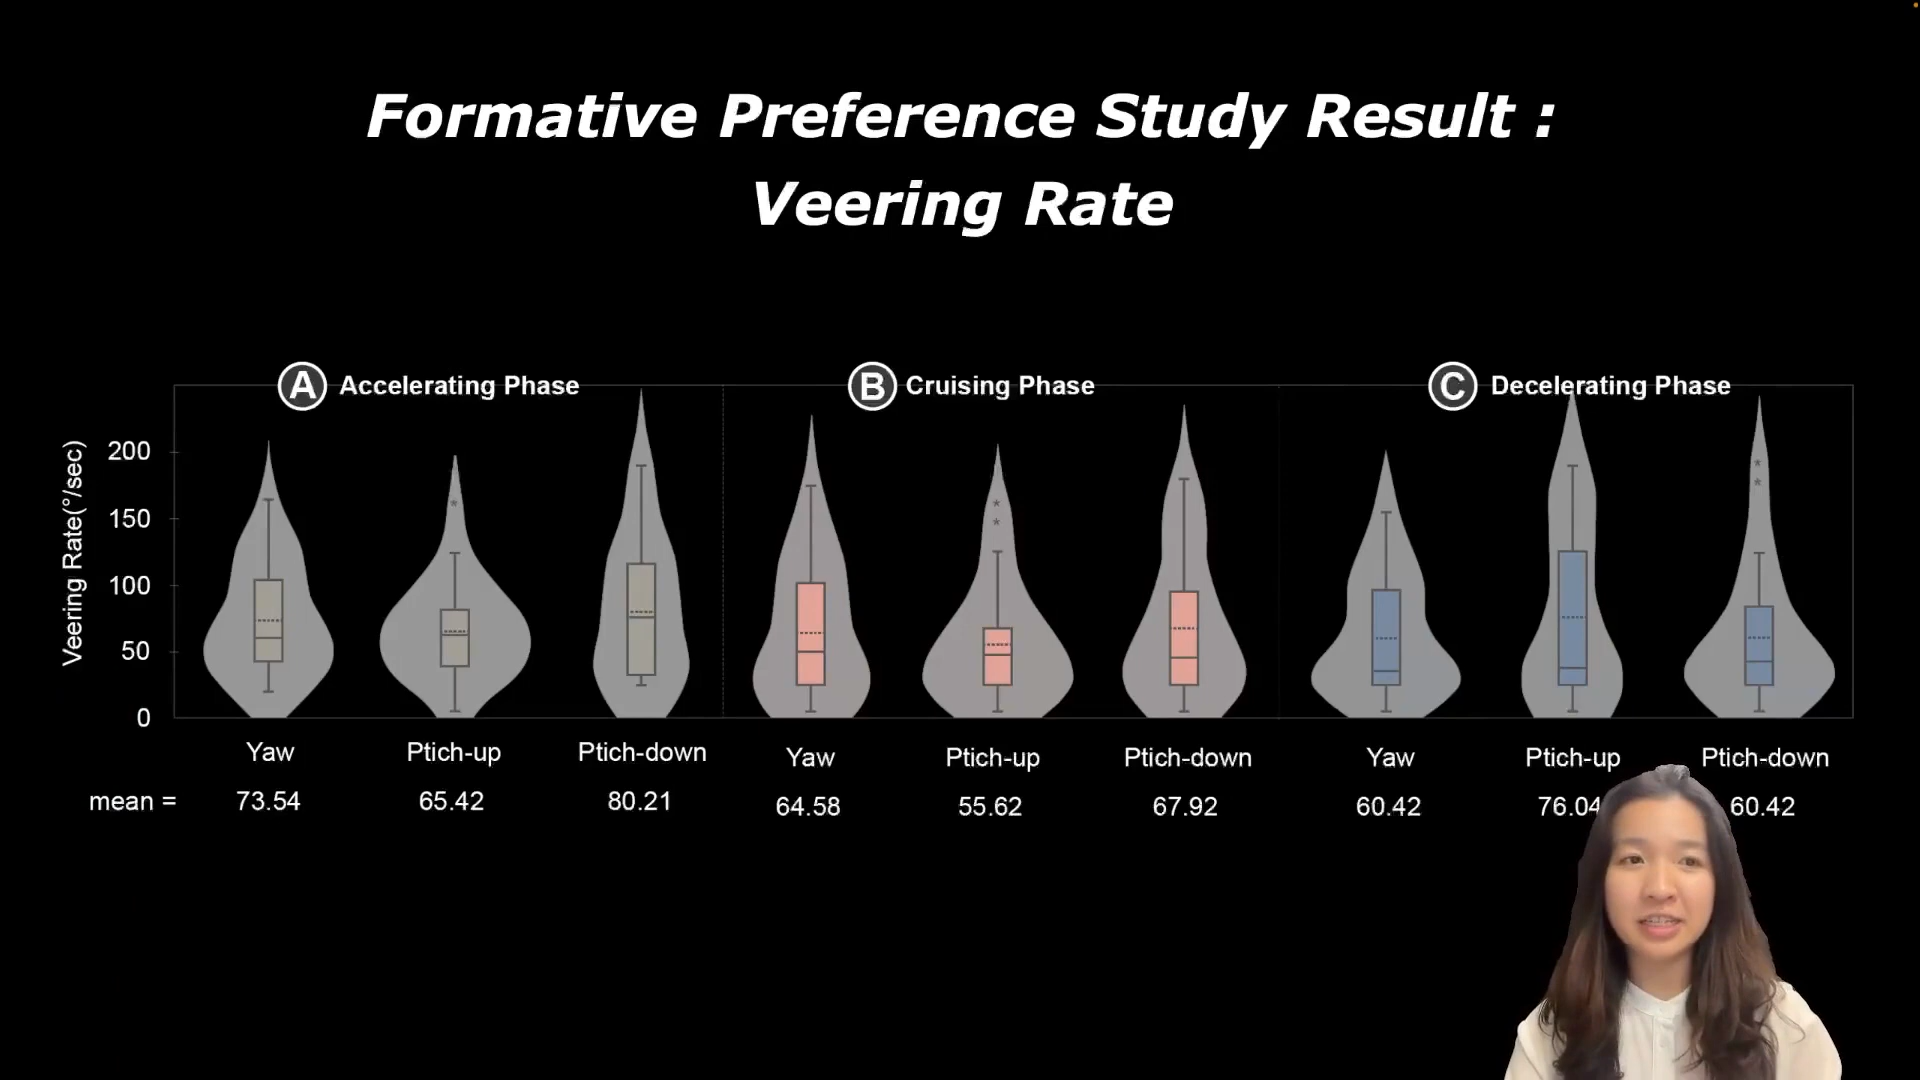 Formative Preference Study Result :
Veering Rate
A Accelerating Phase
B Cruising Phase
C Decelerating Phase
Veering Rate(°/sec)
200
150
100
50
0
Yaw Ptich-up Ptich-down Yaw Ptich-up Ptich-down Yaw Ptich-up Ptich-down
mean = 73.54 65.42 80.21 64.58 55.62 67.92 60.42 76.04 60.42